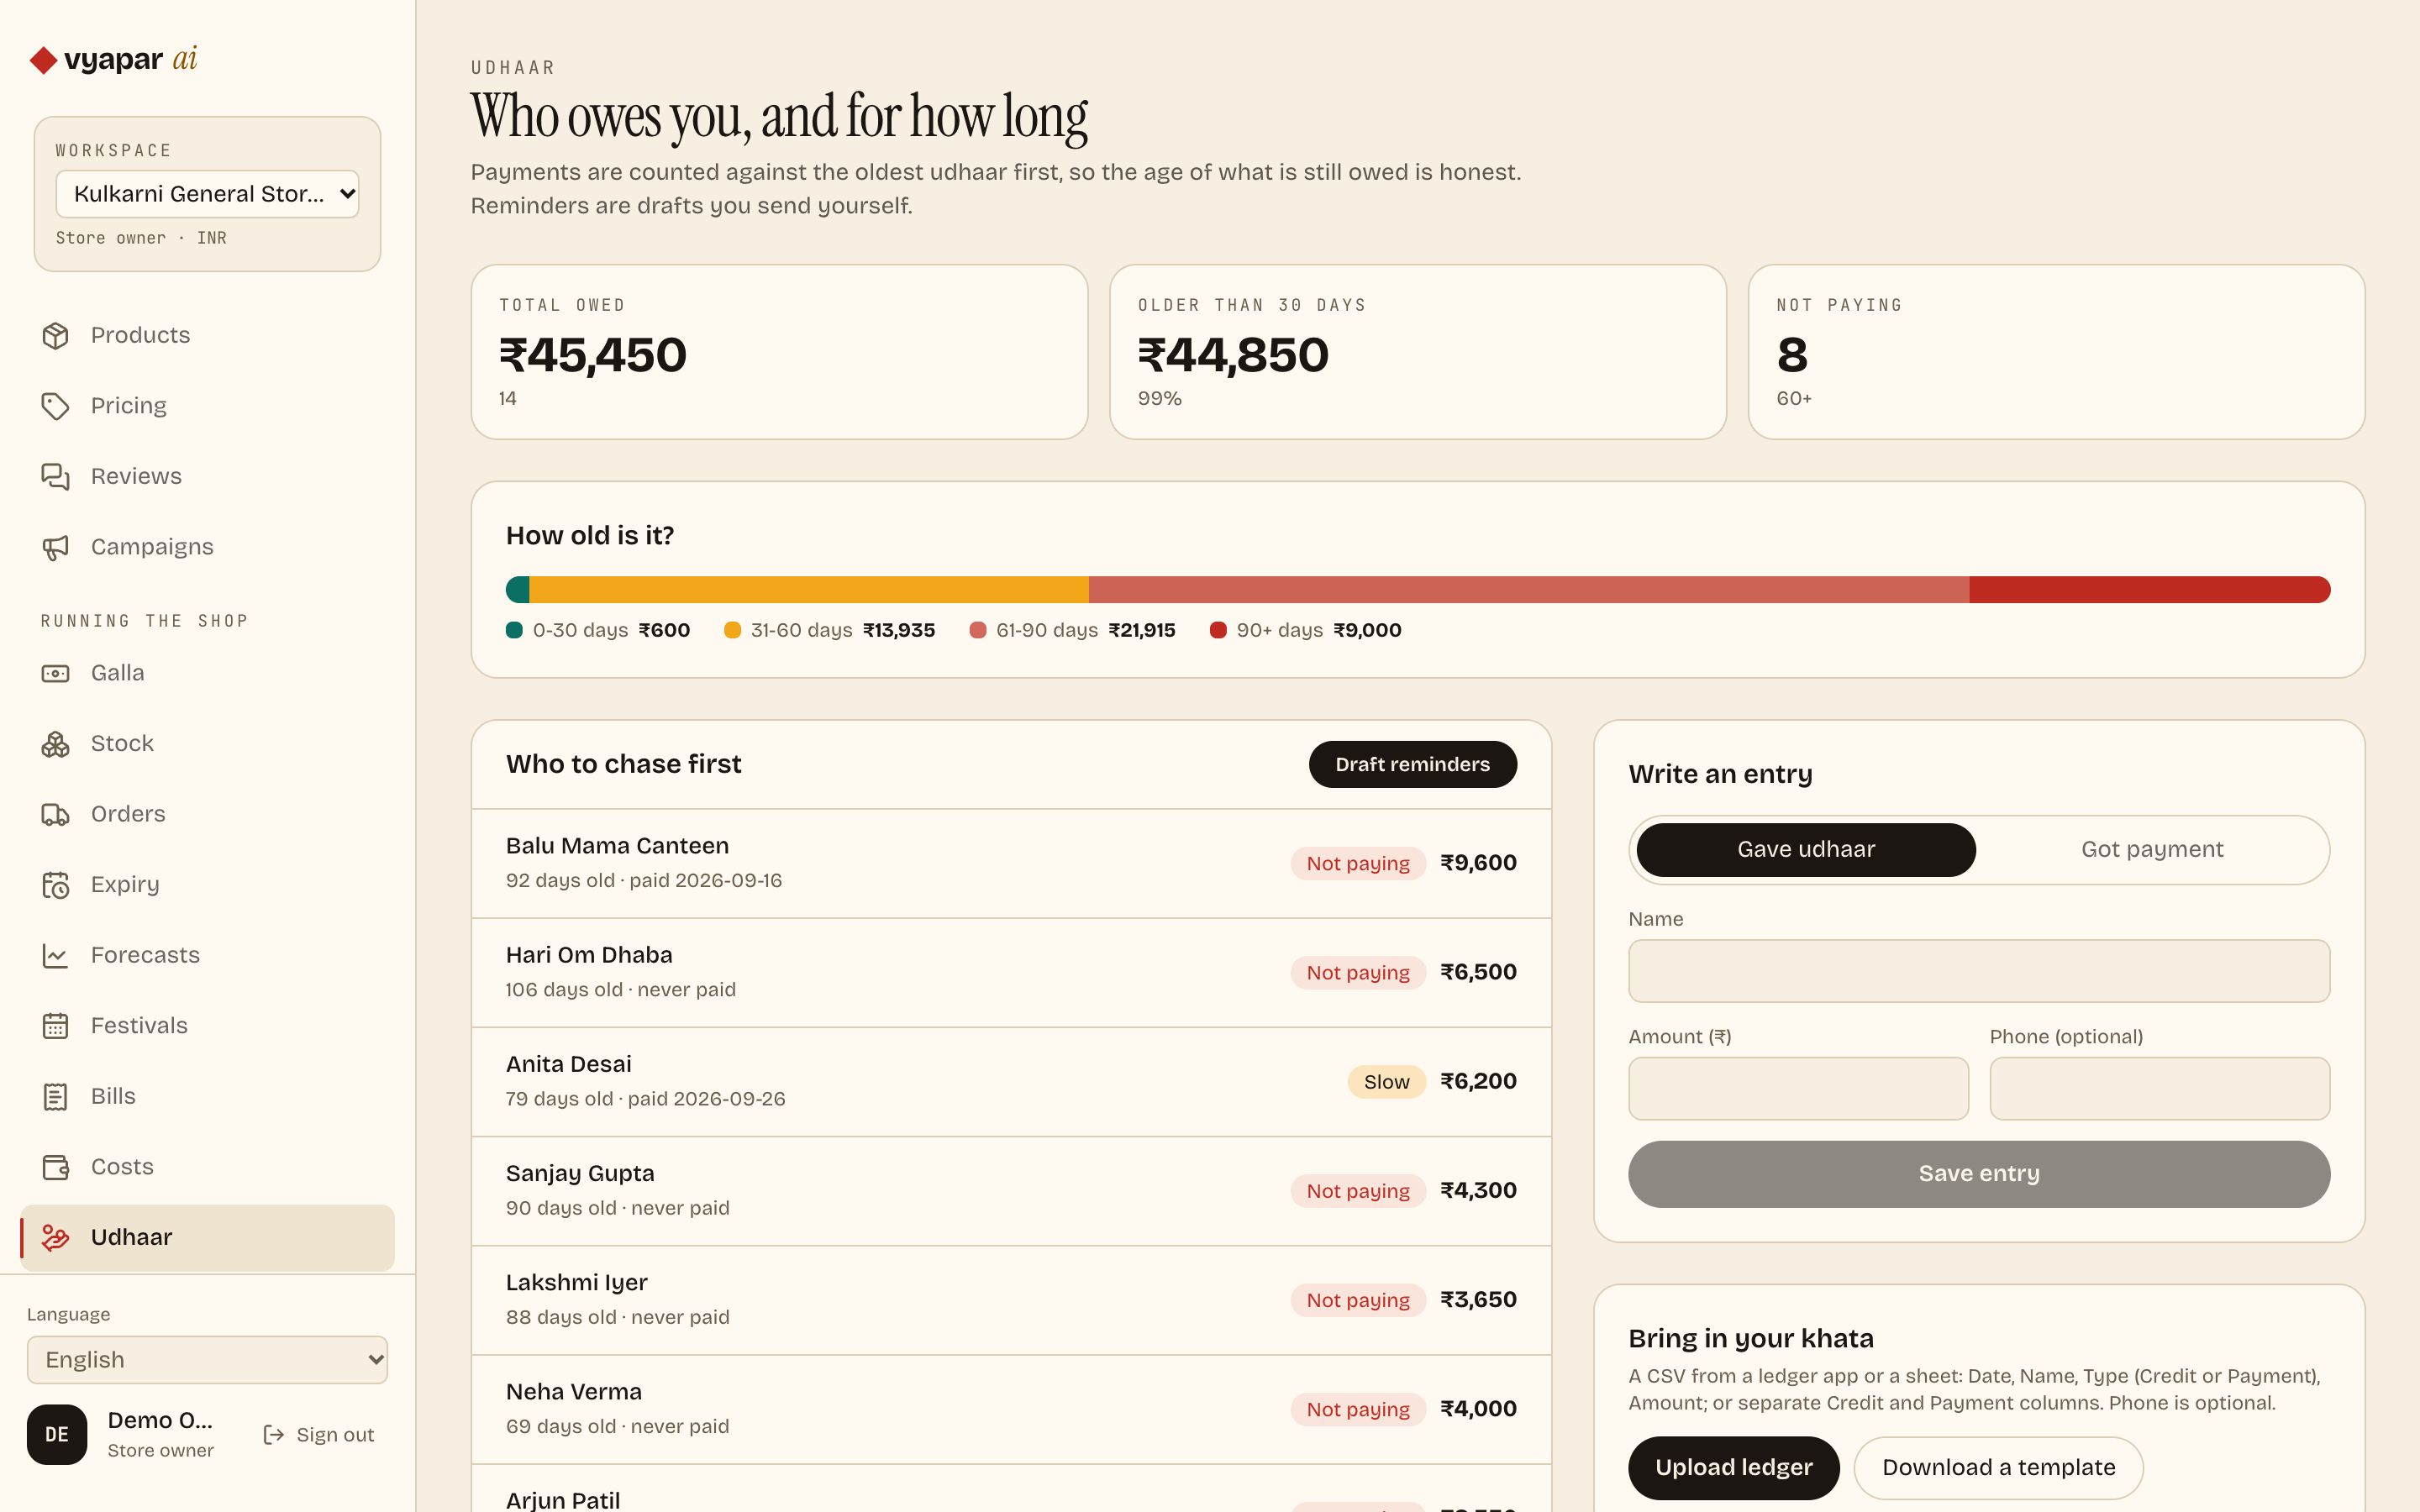 vyapar ai
WORKSPACE
Kulkarni General Stor...
Store owner · INR
Products
Pricing
Reviews
Campaigns
RUNNING THE SHOP
Galla
Stock
Orders
Expiry
Forecasts
Festivals
Bills
Costs
Udhaar
Language
English
DE
Demo O...
Store owner
Sign out
UDHAAR
Who owes you, and for how long
Payments are counted against the oldest udhaar first, so the age of what is still owed is honest.
Reminders are drafts you send yourself.
TOTAL OWED
₹45,450
14
OLDER THAN 30 DAYS
₹44,850
99%
NOT PAYING
8
60+
How old is it?
0-30 days ₹600 31-60 days ₹13,935 61-90 days ₹21,915 90+ days ₹9,000
Who to chase first
Draft reminders
Balu Mama Canteen
92 days old · paid 2026-09-16
Not paying ₹9,600
Hari Om Dhaba
106 days old · never paid
Not paying ₹6,500
Anita Desai
79 days old · paid 2026-09-26
Slow ₹6,200
Sanjay Gupta
90 days old · never paid
Not paying ₹4,300
Lakshmi Iyer
88 days old · never paid
Not paying ₹3,650
Neha Verma
69 days old · never paid
Not paying ₹4,000
Arjun Patil
Write an entry
Gave udhaar
Got payment
Name
Amount (₹)
Phone (optional)
Save entry
Bring in your khata
A CSV from a ledger app or a sheet: Date, Name, Type (Credit or Payment),
Amount; or separate Credit and Payment columns. Phone is optional.
Upload ledger
Download a template